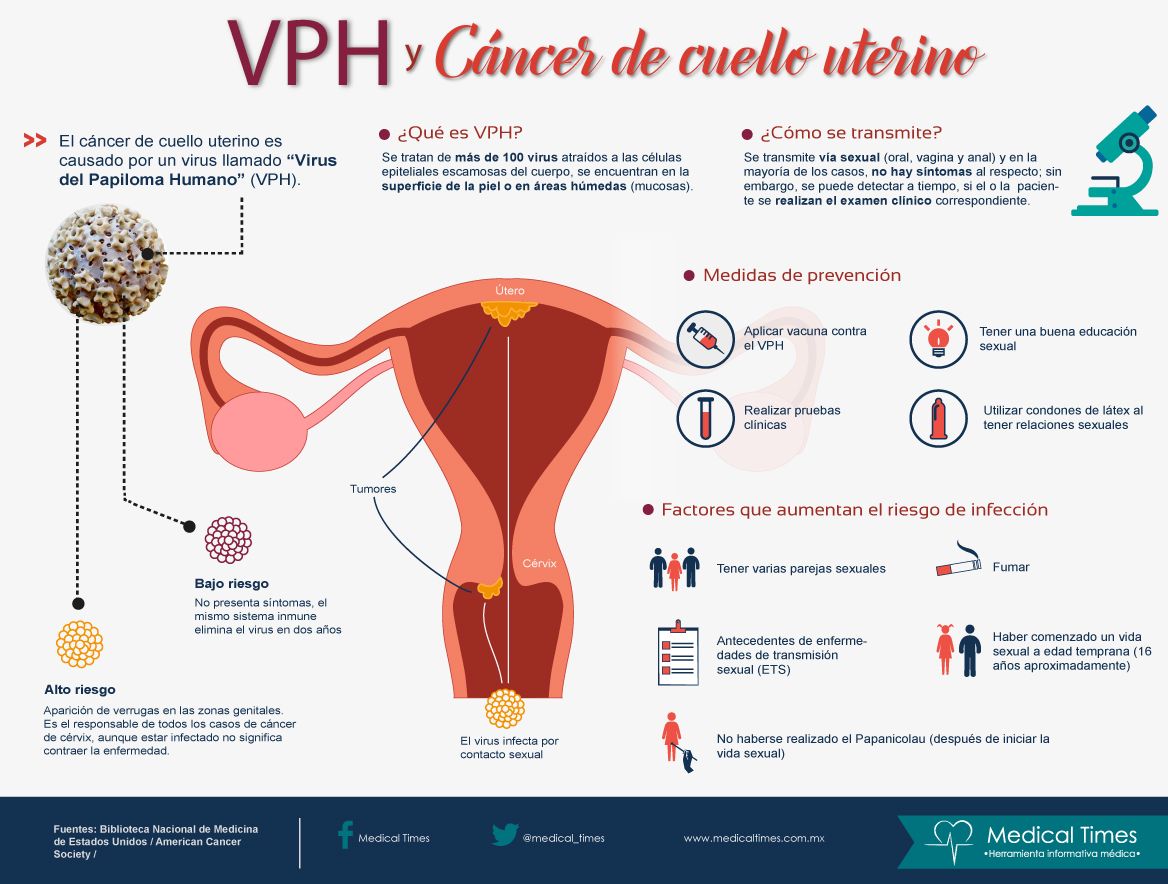 VPH y Cáncer de cuello uterino
El cáncer de cuello uterino es
causado por un virus llamado “Virus
del Papiloma Humano” (VPH).
¿Qué es VPH?
Se tratan de más de 100 virus atraídos a las células
epiteliales escamosas del cuerpo, se encuentran en la
superficie de la piel o en áreas húmedas (mucosas).
¿Cómo se transmite?
Se transmite vía sexual (oral, vagina y anal) y en la
mayoría de los casos, no hay síntomas al respecto; sin
embargo, se puede detectar a tiempo, si el o la pacien-
te se realizan el examen clínico correspondiente.
Útero
Tumores
Cérvix
El virus infecta por
contacto sexual
Bajo riesgo
No presenta síntomas, el
mismo sistema inmune
elimina el virus en dos años
Alto riesgo
Aparición de verrugas en las zonas genitales.
Es el responsable de todos los casos de cáncer
de cérvix, aunque estar infectado no significa
contraer la enfermedad.
Medidas de prevención
Aplicar vacuna contra
el VPH
Tener una buena educación
sexual
Realizar pruebas
clínicas
Utilizar condones de látex al
tener relaciones sexuales
Factores que aumentan el riesgo de infección
Tener varias parejas sexuales
Fumar
Antecedentes de enferme-
dades de transmisión
sexual (ETS)
Haber comenzado un vida
sexual a edad temprana (16
años aproximadamente)
No haberse realizado el Papanicolau (después de iniciar la
vida sexual)
Fuentes: Biblioteca Nacional de Medicina
de Estados Unidos / American Cancer
Society /
Medical Times
@medical_times
www.medicaltimes.com.mx
Medical Times
•Herramienta informativa médica•